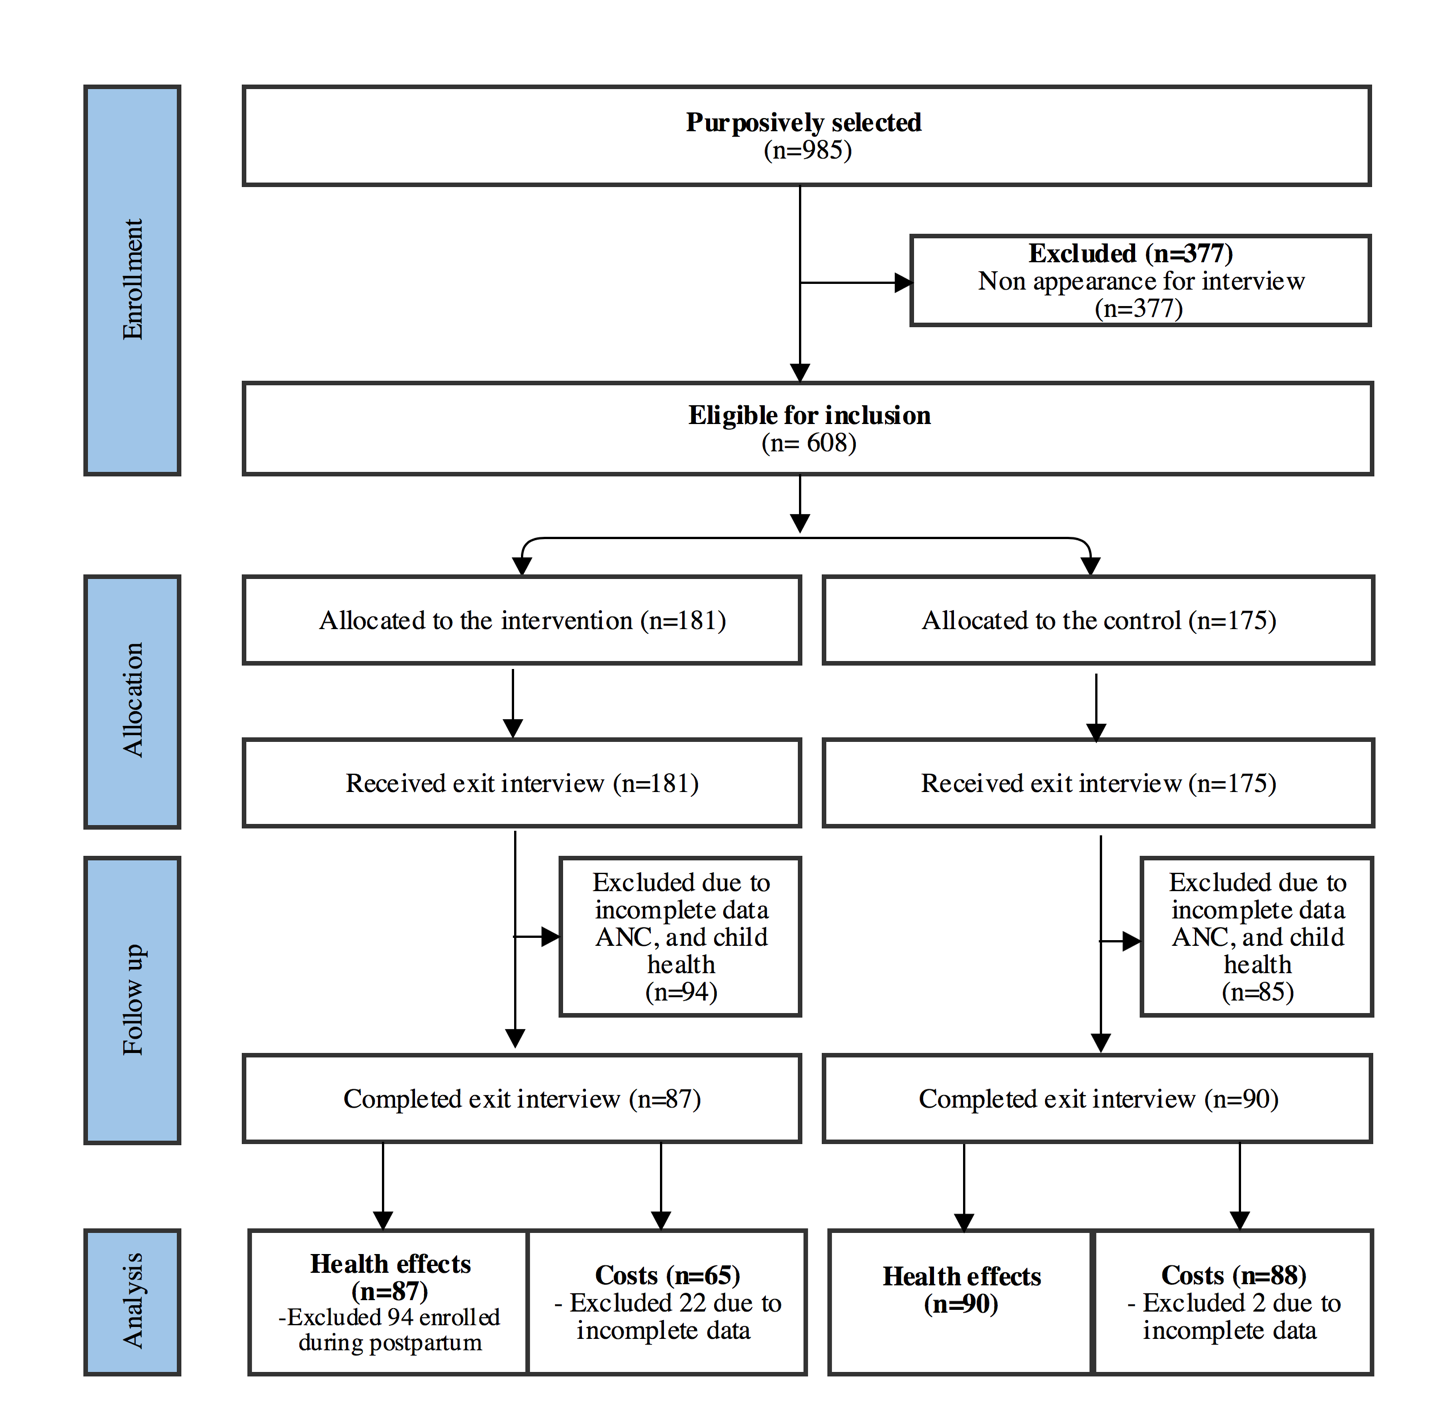 Enrollment
Purposively selected
(n=985)
Excluded (n=377)
Non appearance for interview
(n=377)
Eligible for inclusion
(n= 608)
Allocation
Allocated to the intervention (n=181)
Allocated to the control (n=175)
Received exit interview (n=181)
Received exit interview (n=175)
Follow up
Excluded due to
incomplete data
ANC, and child
health
(n=94)
Excluded due to
incomplete data
ANC, and child
health
(n=85)
Completed exit interview (n=87)
Completed exit interview (n=90)
Analysis
Health effects
(n=87)
-Excluded 94 enrolled
during postpartum
Costs (n=65)
- Excluded 22 due to
incomplete data
Health effects
(n=90)
Costs (n=88)
- Excluded 2 due to
incomplete data